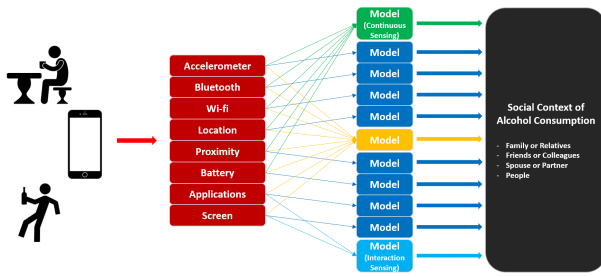 Accelerometer
Bluetooth
Wi-fi
Location
Proximity
Battery
Applications
Screen
Model
(Continuous Sensing)
Model
Model
Model
Model
Model
Model
Model
Model
Model
Model
(Interaction Sensing)
Social Context of
Alcohol Consumption
- Family or Relatives
- Friends or Colleagues
- Spouse or Partner
- People